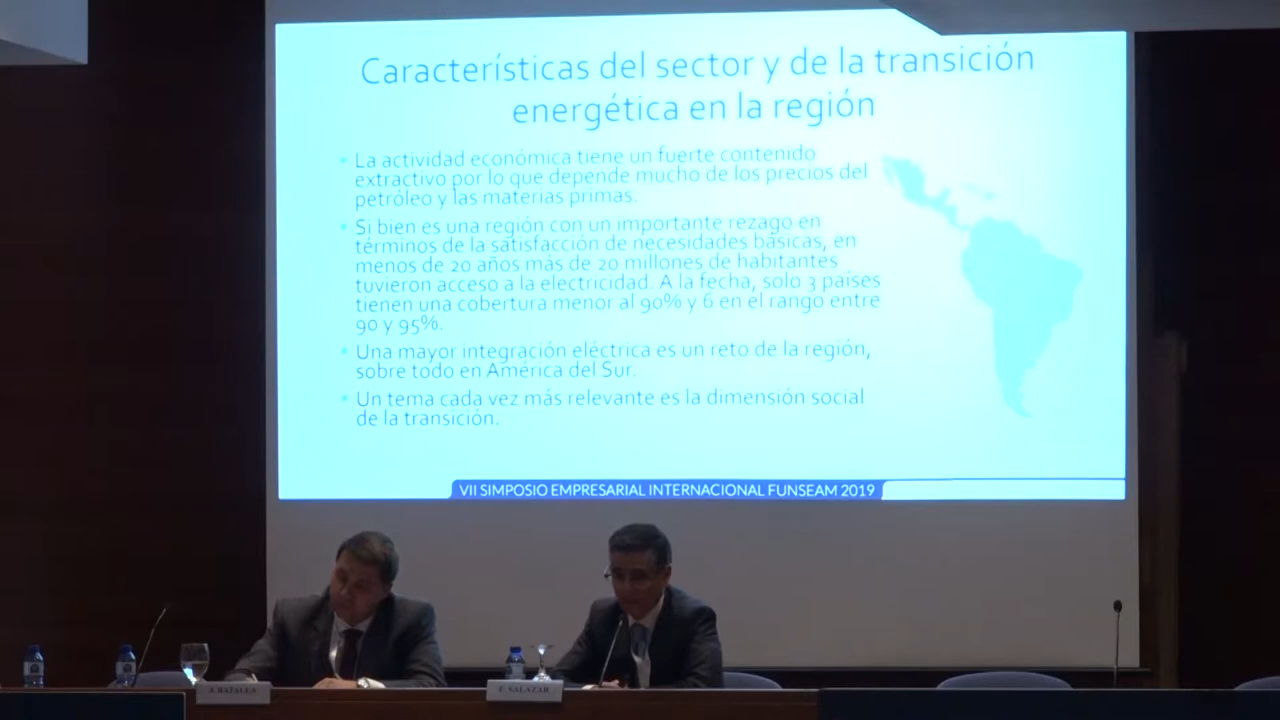 Características del sector y de la transición
energética en la región
La actividad económica tiene un fuerte contenido
extractivo por lo que depende mucho de los precios del
petróleo y las materias primas.
Si bien es una región con un importante rezago en
términos de la satisfacción de necesidades básicas, en
menos de 20 años más de 20 millones de habitantes
tuvieron acceso a la electricidad. A la fecha, solo 3 países
tienen una cobertura menor al 90% y 6 en el rango entre
90 y 95%.
Una mayor integración eléctrica es un reto de la región,
sobre todo en América del Sur.
Un tema cada vez más relevante es la dimensión social
de la transición.
VII SIMPOSIO EMPRESARIAL INTERNACIONAL FUNSEAM 2019
J. BATALLA
F. SALAZAR